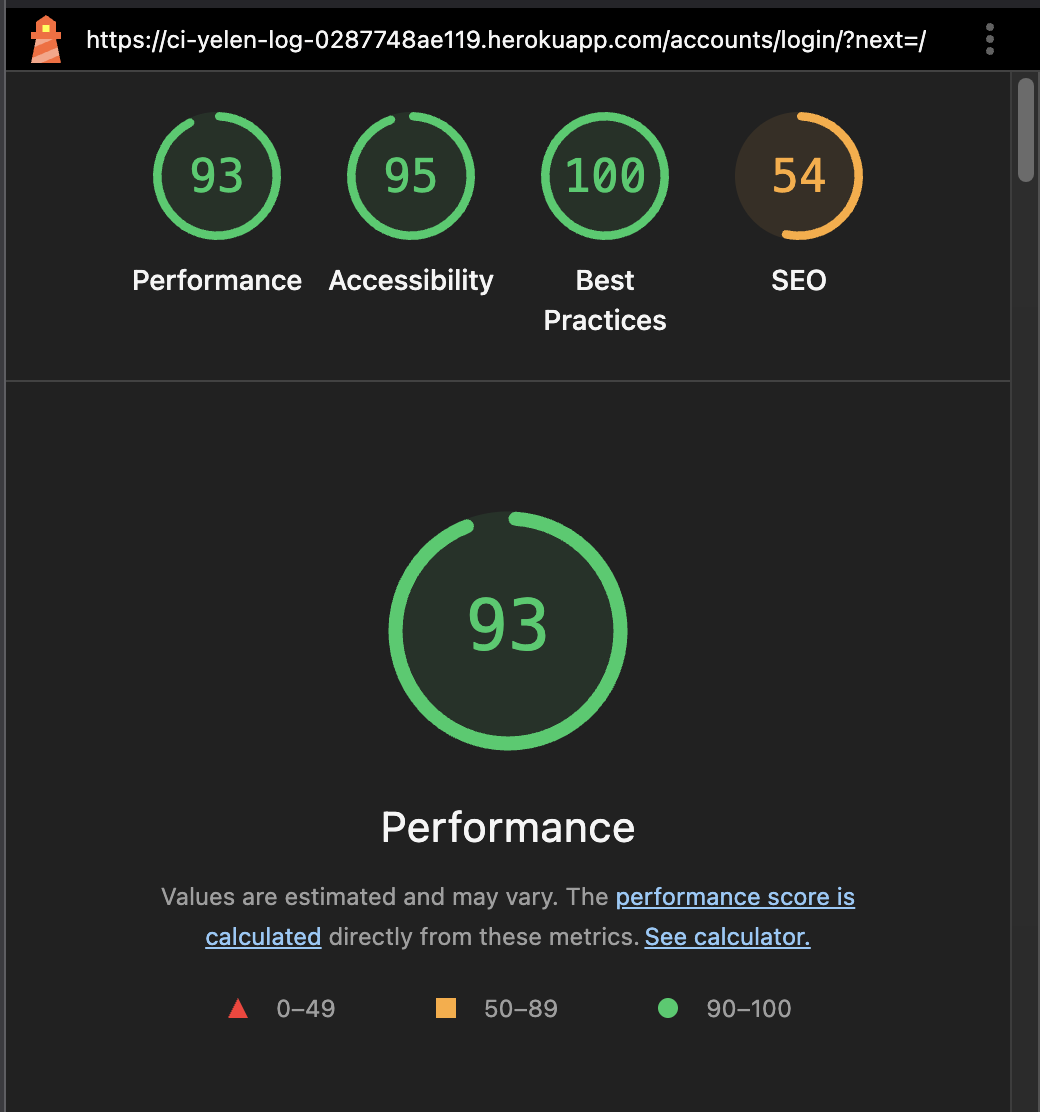 https://ci-yelen-log-0287748ae119.herokuapp.com/accounts/login/?next=/
93
95
100
54
Performance
Accessibility
Best
Practices
SEO
93
Performance
Values are estimated and may vary. The performance score is
calculated directly from these metrics. See calculator.
0–49
50–89
90–100